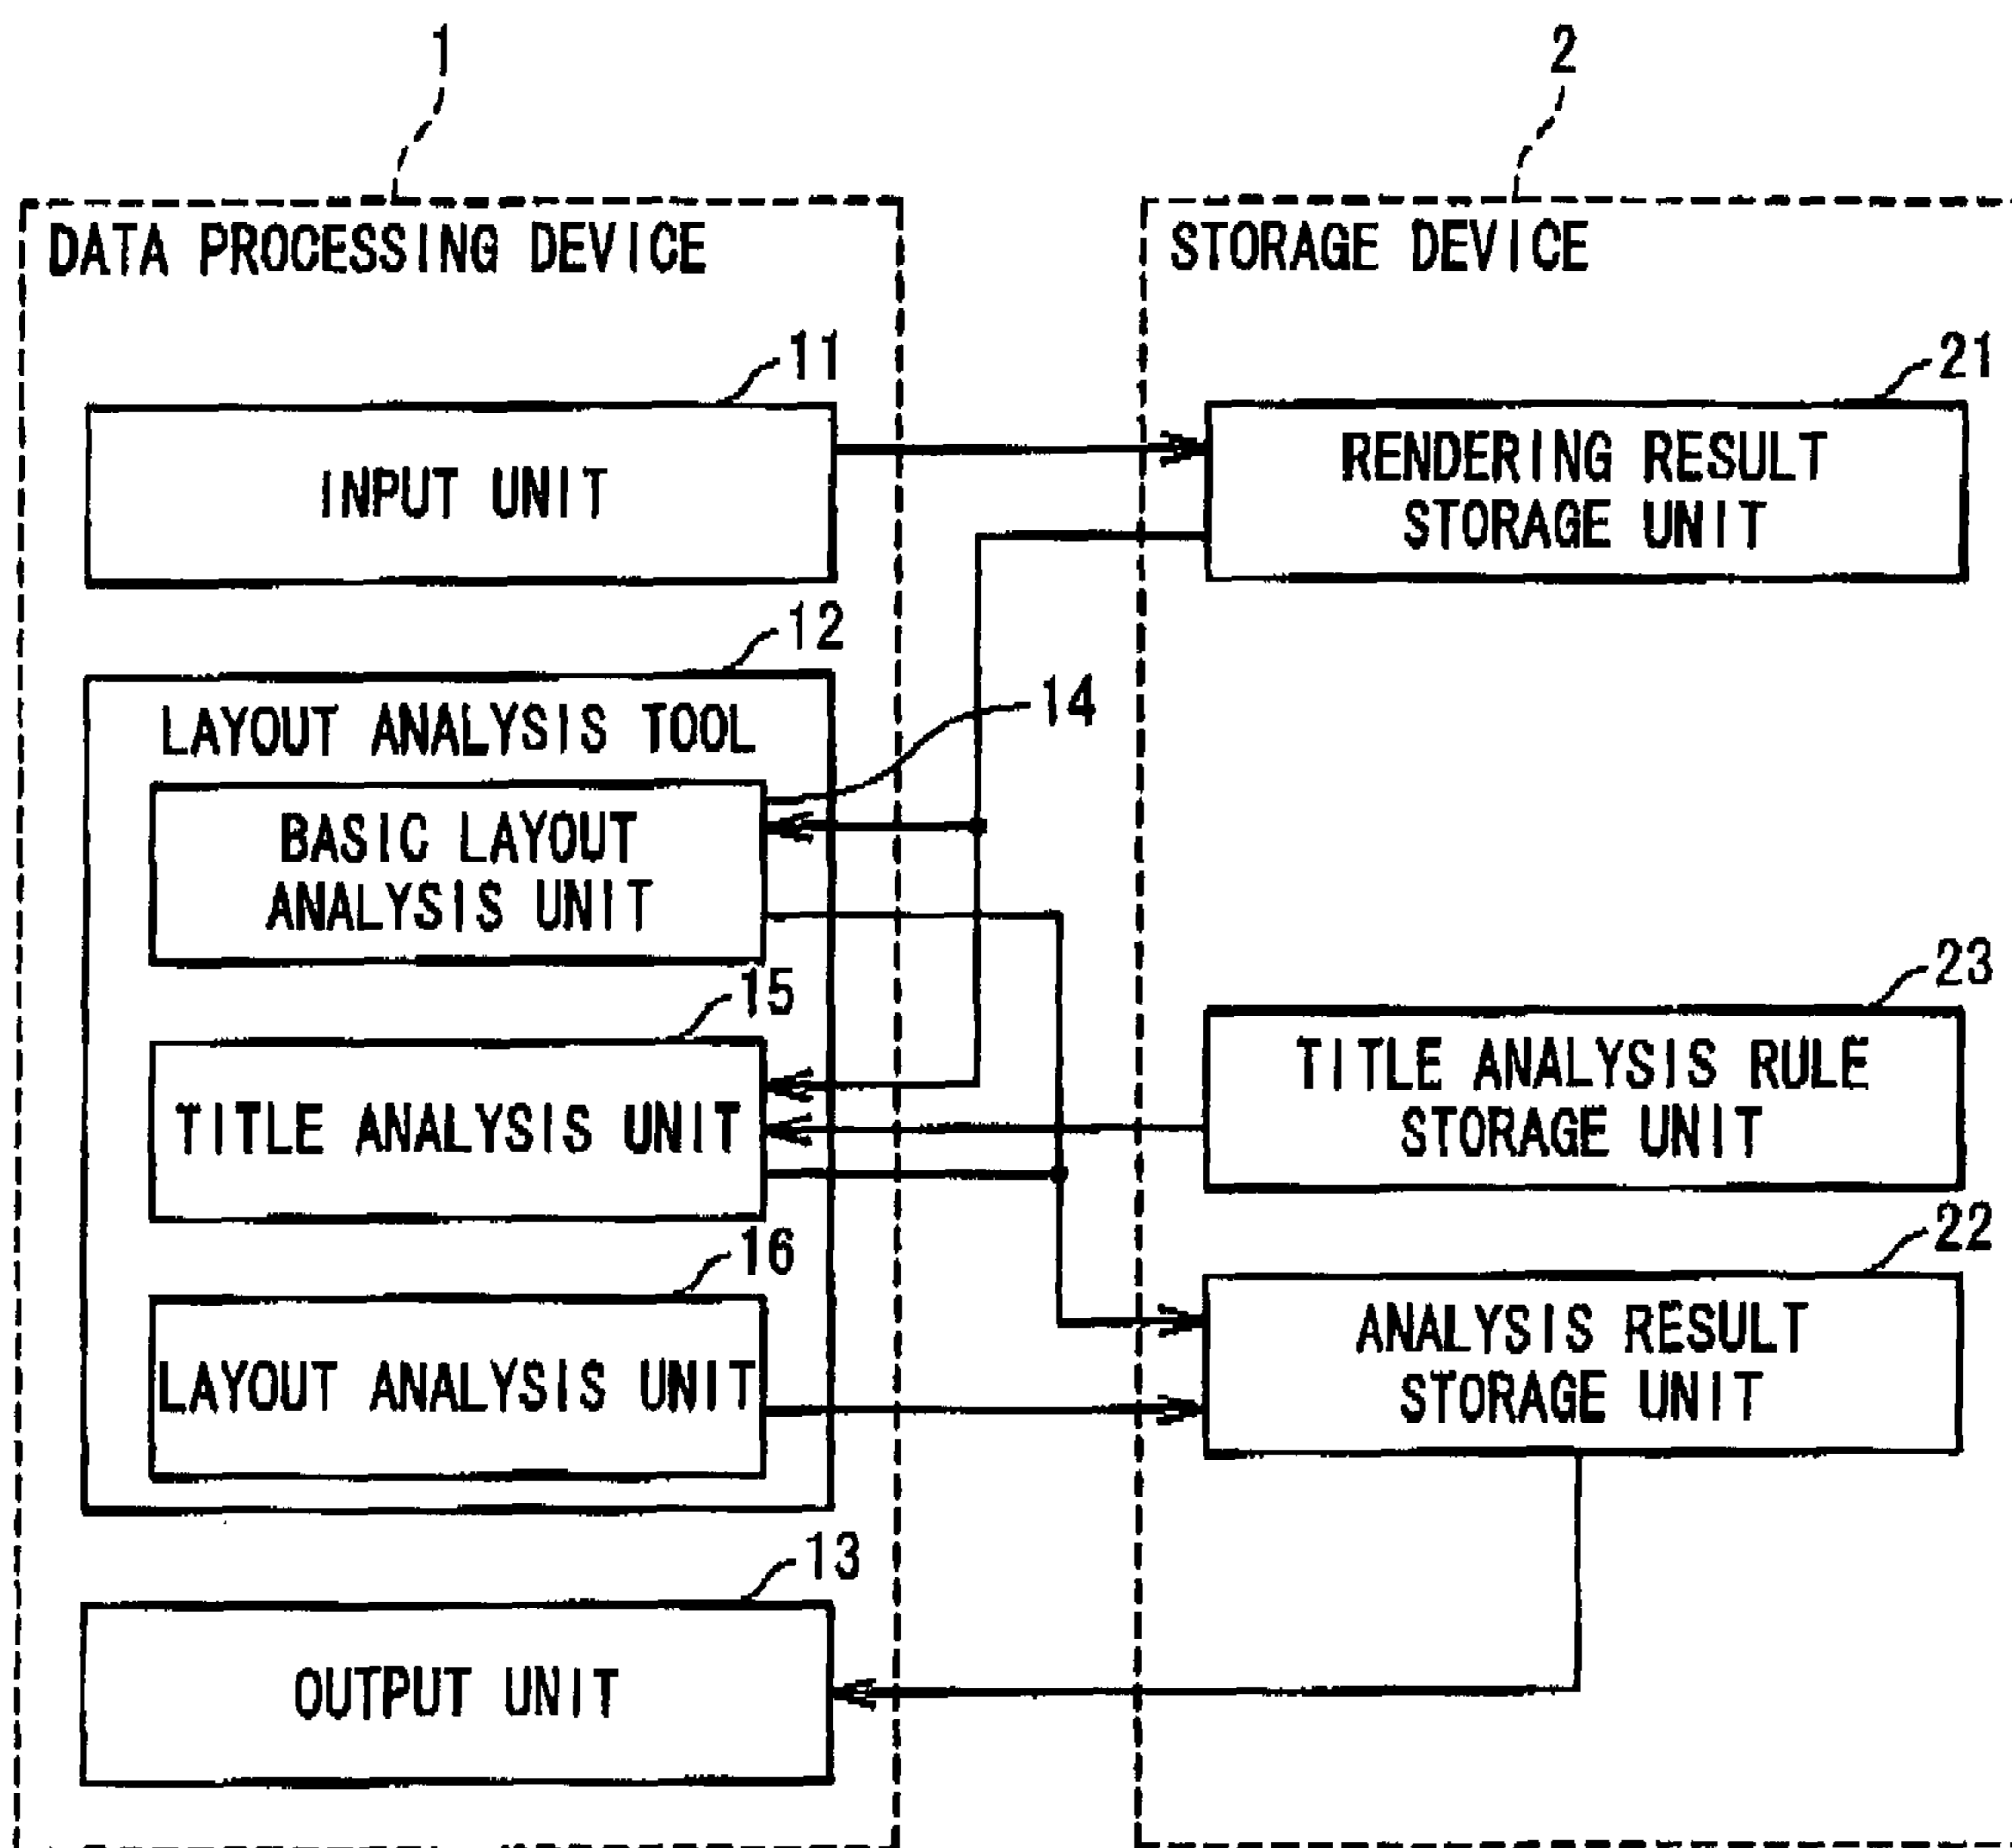 1
2
DATA PROCESSING DEVICE
STORAGE DEVICE
11
INPUT UNIT
21
RENDERING RESULT
STORAGE UNIT
12
LAYOUT ANALYSIS TOOL
14
BASIC LAYOUT
ANALYSIS UNIT
15
TITLE ANALYSIS UNIT
23
TITLE ANALYSIS RULE
STORAGE UNIT
16
LAYOUT ANALYSIS UNIT
22
ANALYSIS RESULT
STORAGE UNIT
13
OUTPUT UNIT